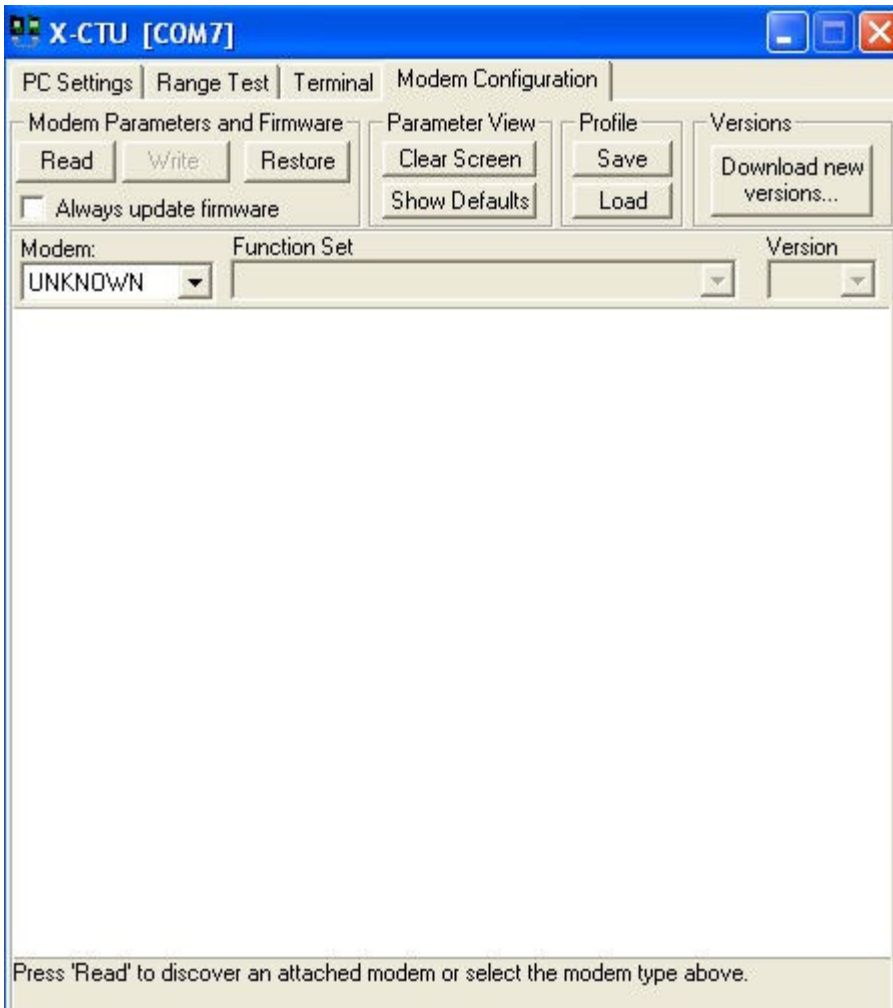 X-CTU [COM7]
PC Settings Range Test Terminal Modem Configuration
Modem Parameters and Firmware Parameter View Profile Versions
Read Write Restore Clear Screen Save Download new versions...
Always update firmware Show Defaults Load
Modem: Function Set Version
UNKNOWN
Press 'Read' to discover an attached modem or select the modem type above.